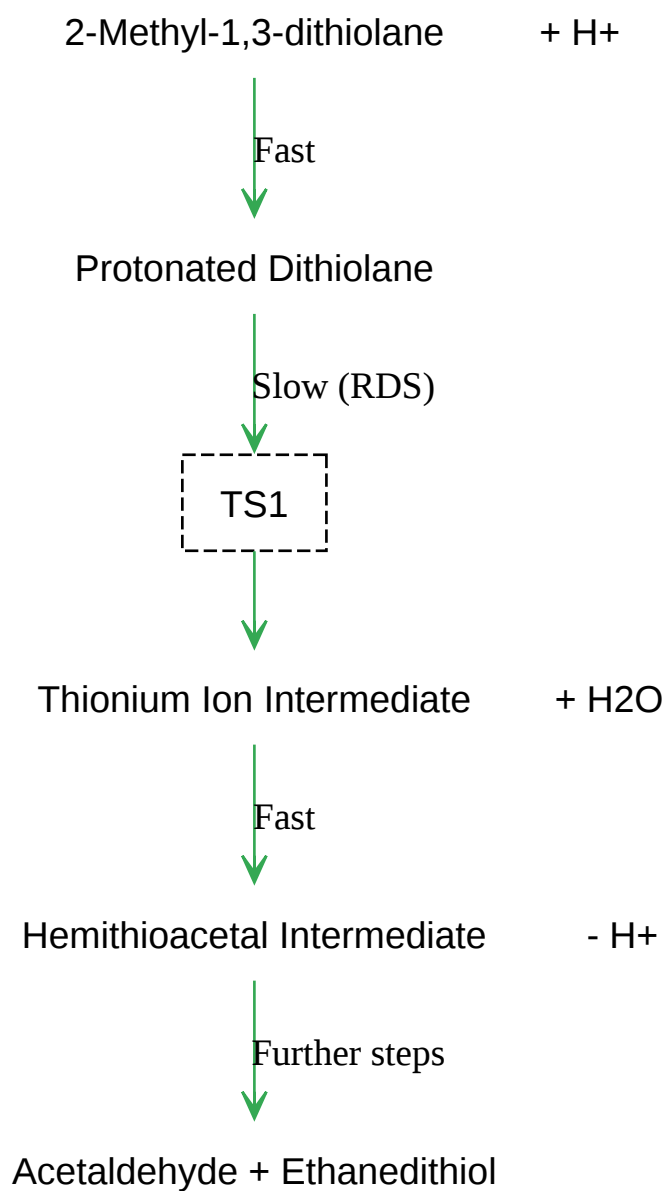 2-Methyl-1,3-dithiolane + H+
Fast
Protonated Dithiolane
Slow (RDS)
TS1
Thionium Ion Intermediate + H2O
Fast
Hemithioacetal Intermediate - H+
Further steps
Acetaldehyde + Ethanedithiol